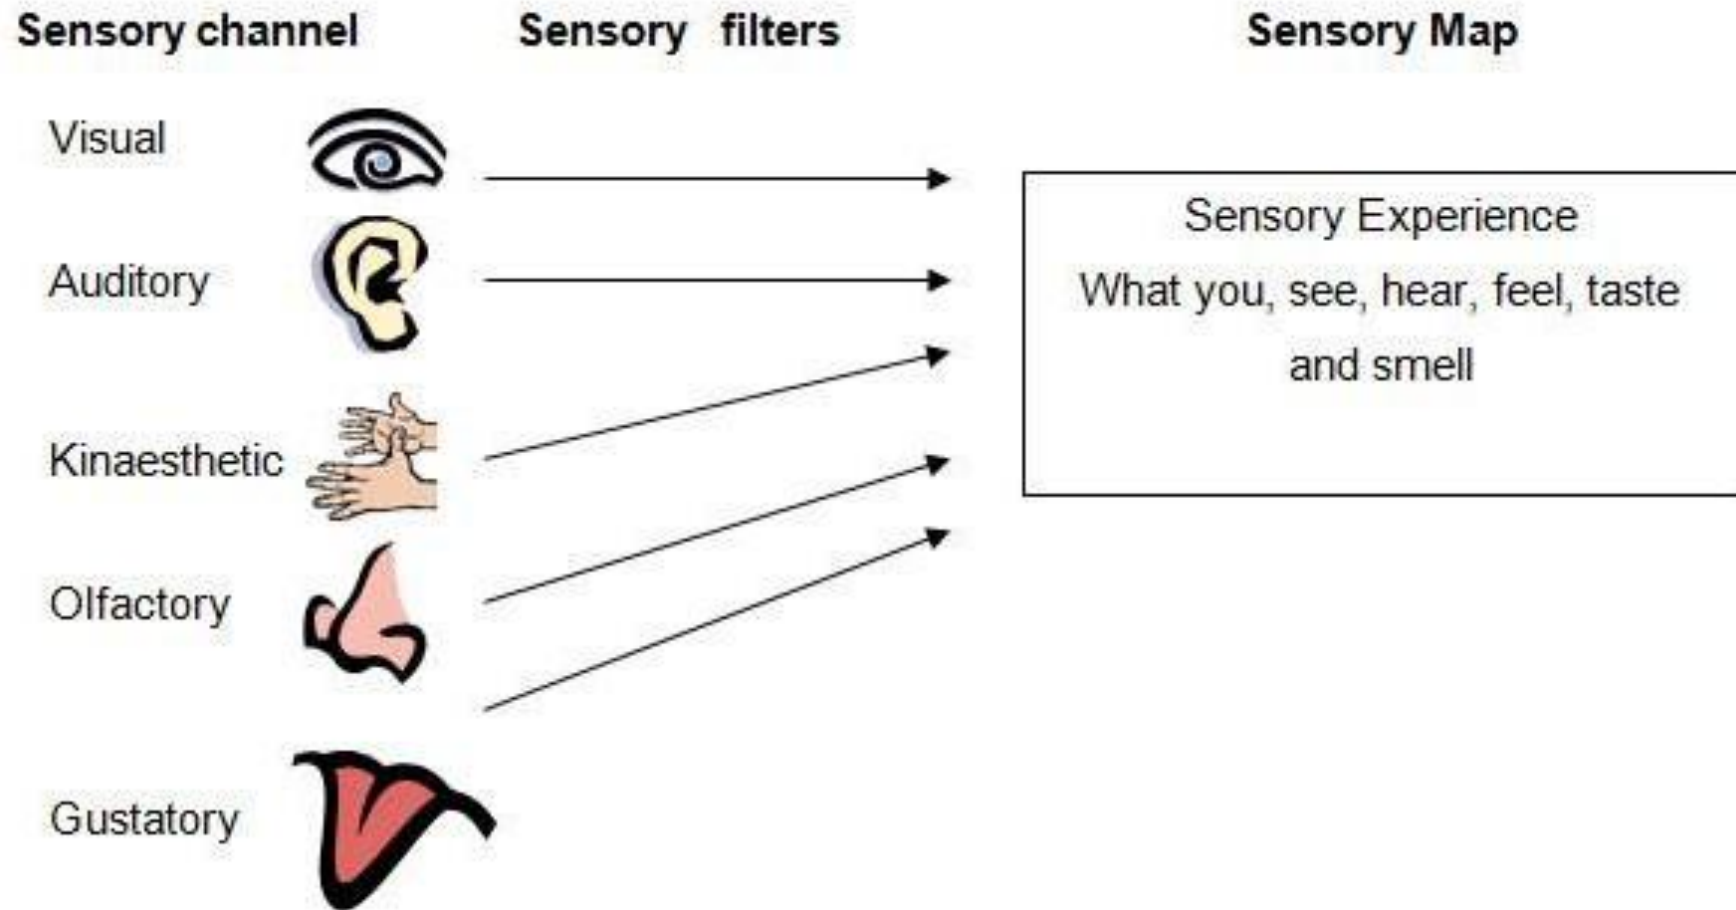 Sensory channel
Sensory filters
Sensory Map
Visual
Auditory
Kinaesthetic
Olfactory
Gustatory
Sensory Experience
What you, see, hear, feel, taste
and smell